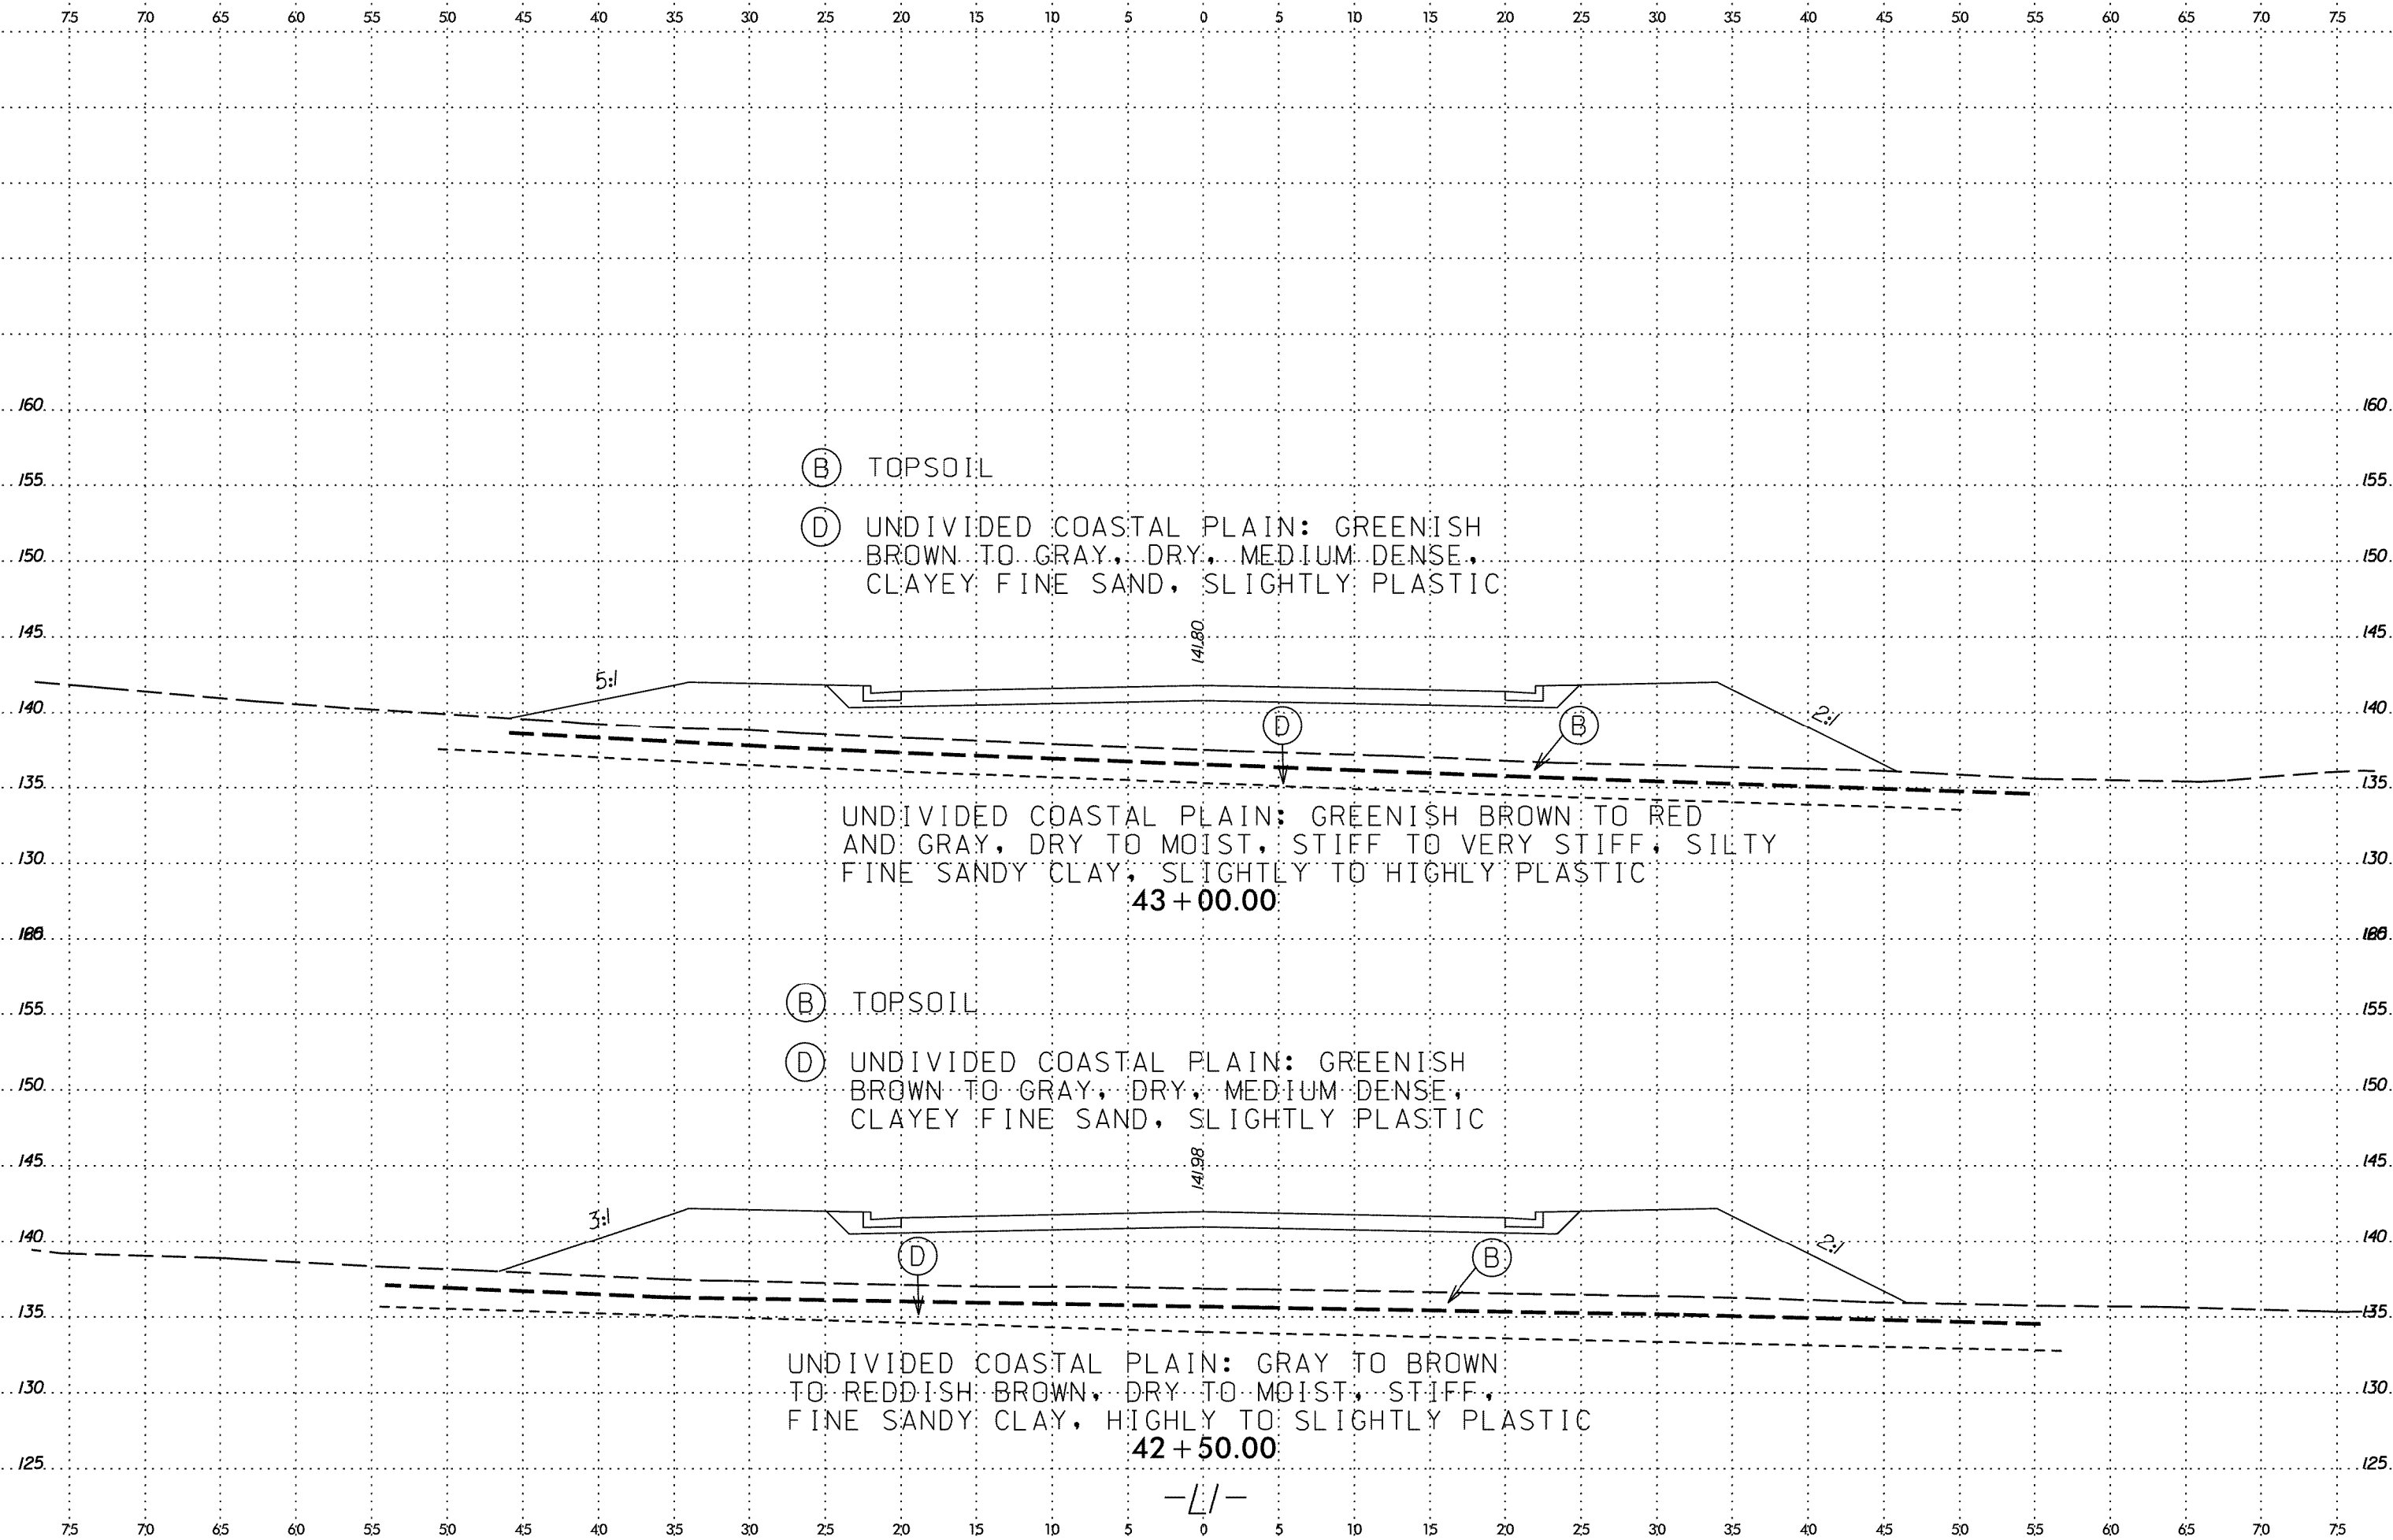 75 70 65 60 55 50 45 40 35 30 25 20 15 10 5 0 5 10 15 20 25 30 35 40 45 50 55 60 65 70 75
160 160
B TOPSOIL
155 155
D UNDIVIDED COASTAL PLAIN: GREENISH
BROWN TO GRAY, DRY, MEDIUM DENSE,
150 150
CLAYEY FINE SAND, SLIGHTLY PLASTIC
145 141.80 145
5:1
140 2:1 140
D B
135 135
UNDIVIDED COASTAL PLAIN: GREENISH BROWN TO RED
AND GRAY, DRY TO MOIST, STIFF TO VERY STIFF, SILTY
130 130
FINE SANDY CLAY, SLIGHTLY TO HIGHLY PLASTIC
43+00.00
B TOPSOIL
155 155
D UNDIVIDED COASTAL PLAIN: GREENISH
BROWN TO GRAY, DRY, MEDIUM DENSE,
150 150
CLAYEY FINE SAND, SLIGHTLY PLASTIC
145 141.98 145
3:1
140 2:1 140
D B
135 135
UNDIVIDED COASTAL PLAIN: GRAY TO BROWN
TO REDDISH BROWN, DRY TO MOIST, STIFF,
130 130
FINE SANDY CLAY, HIGHLY TO SLIGHTLY PLASTIC
42+50.00
125 125
-L1-
75 70 65 60 55 50 45 40 35 30 25 20 15 10 5 0 5 10 15 20 25 30 35 40 45 50 55 60 65 70 75